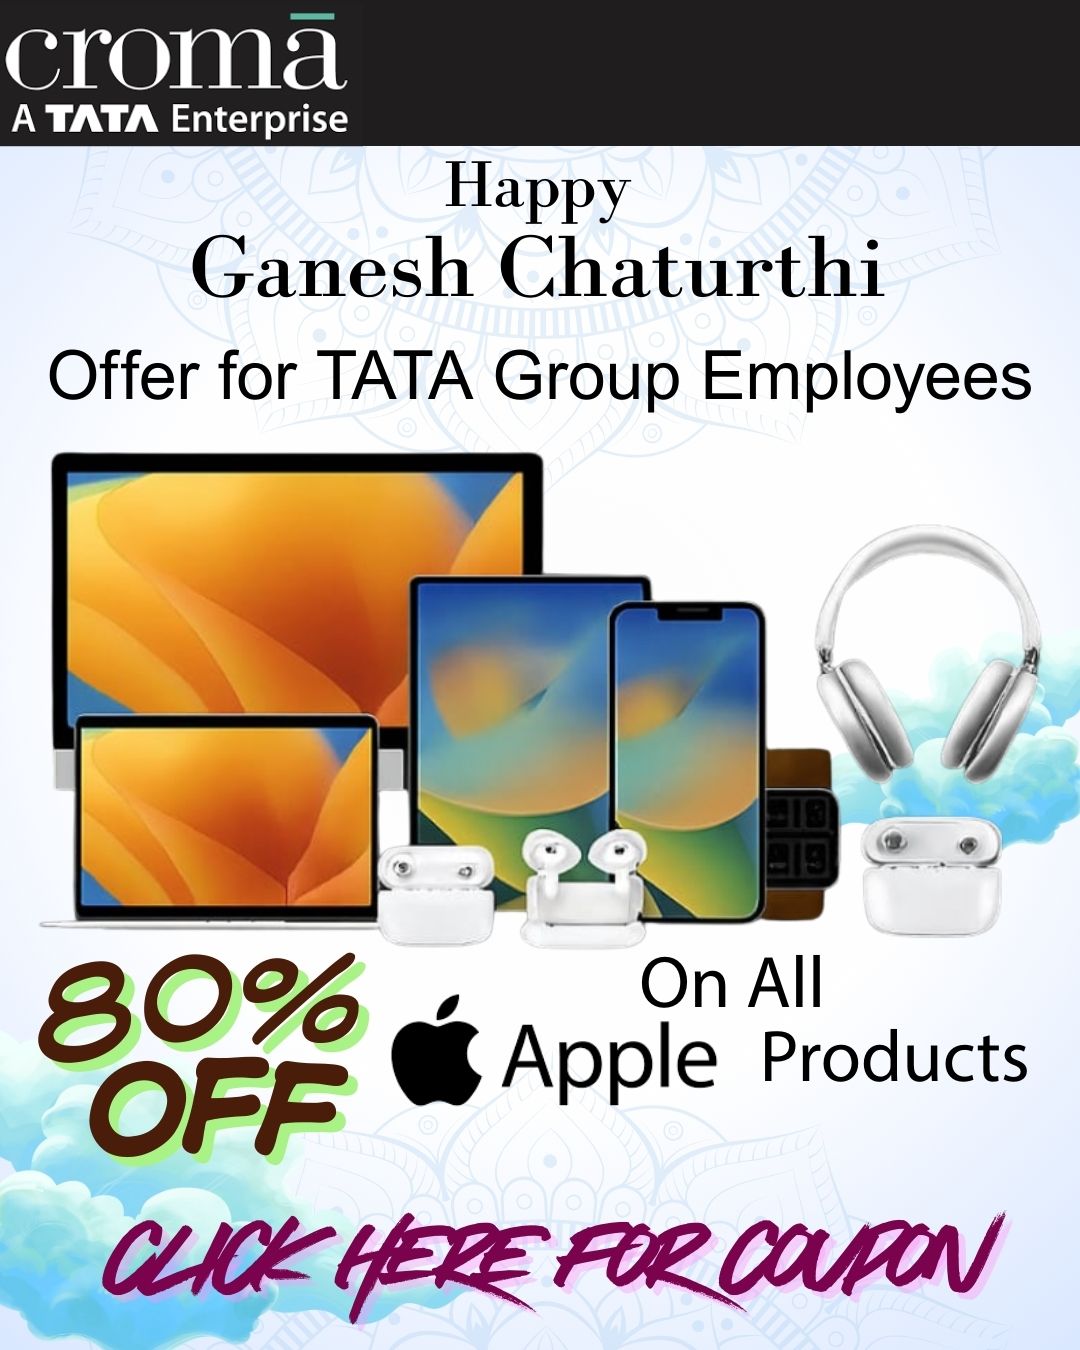 cromā
A TATA Enterprise
Happy
Ganesh Chaturthi
Offer for TATA Group Employees
80%
OFF
On All
Apple Products
CLICK HERE FOR COUPON